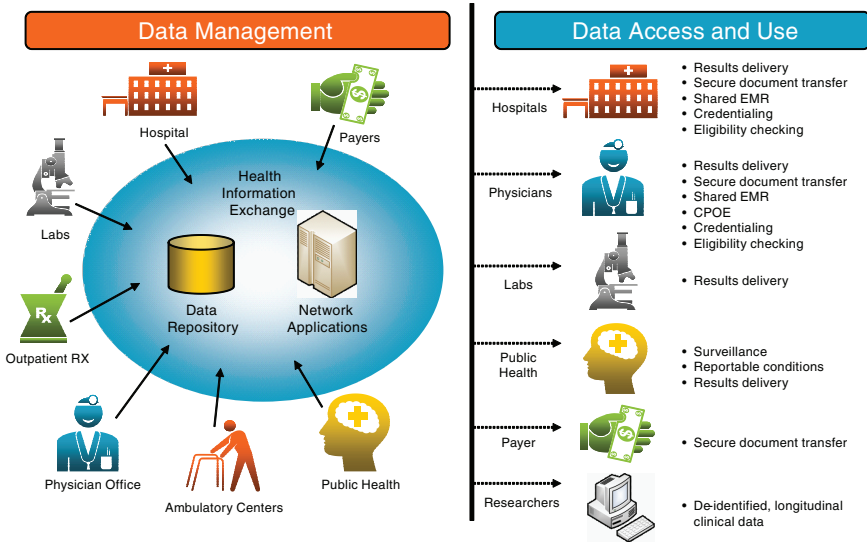 Data Management
Hospital
Payers
Labs
Health
Information
Exchange
Rx
Outpatient RX
Data
Repository
Network
Applications
Physician Office
Ambulatory Centers
Public Health
Data Access and Use
Hospitals
• Results delivery
• Secure document transfer
• Shared EMR
• Credentialing
• Eligibility checking
Physicians
• Results delivery
• Secure document transfer
• Shared EMR
• CPOE
• Credentialing
• Eligibility checking
Labs
• Results delivery
Public
Health
• Surveillance
• Reportable conditions
• Results delivery
Payer
• Secure document transfer
Researchers
• De-identified, longitudinal
clinical data